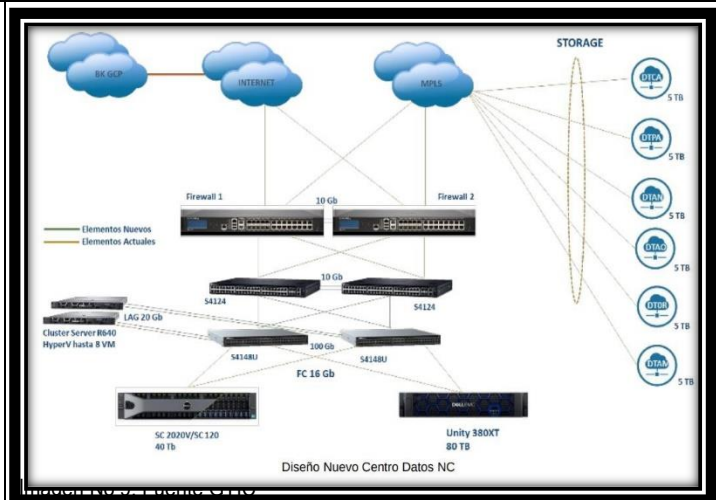 STORAGE
BK GCP
INTERNET
MPLS
DTCA
5 TB
DTPA
5 TB
DTAN
5 TB
DTAO
5 TB
DTOR
5 TB
DTAM
5 TB
Firewall 1
10 Gb
Firewall 2
Elementos Nuevos
Elementos Actuales
10 Gb
S4124
S4124
LAG 20 Gb
Cluster Server R640
HyperV hasta 8 VM
100 Gb
S4148U
S4148U
FC 16 Gb
SC 2020V/SC 120
40 Tb
Unity 380XT
80 TB
Diseño Nuevo Centro Datos NC